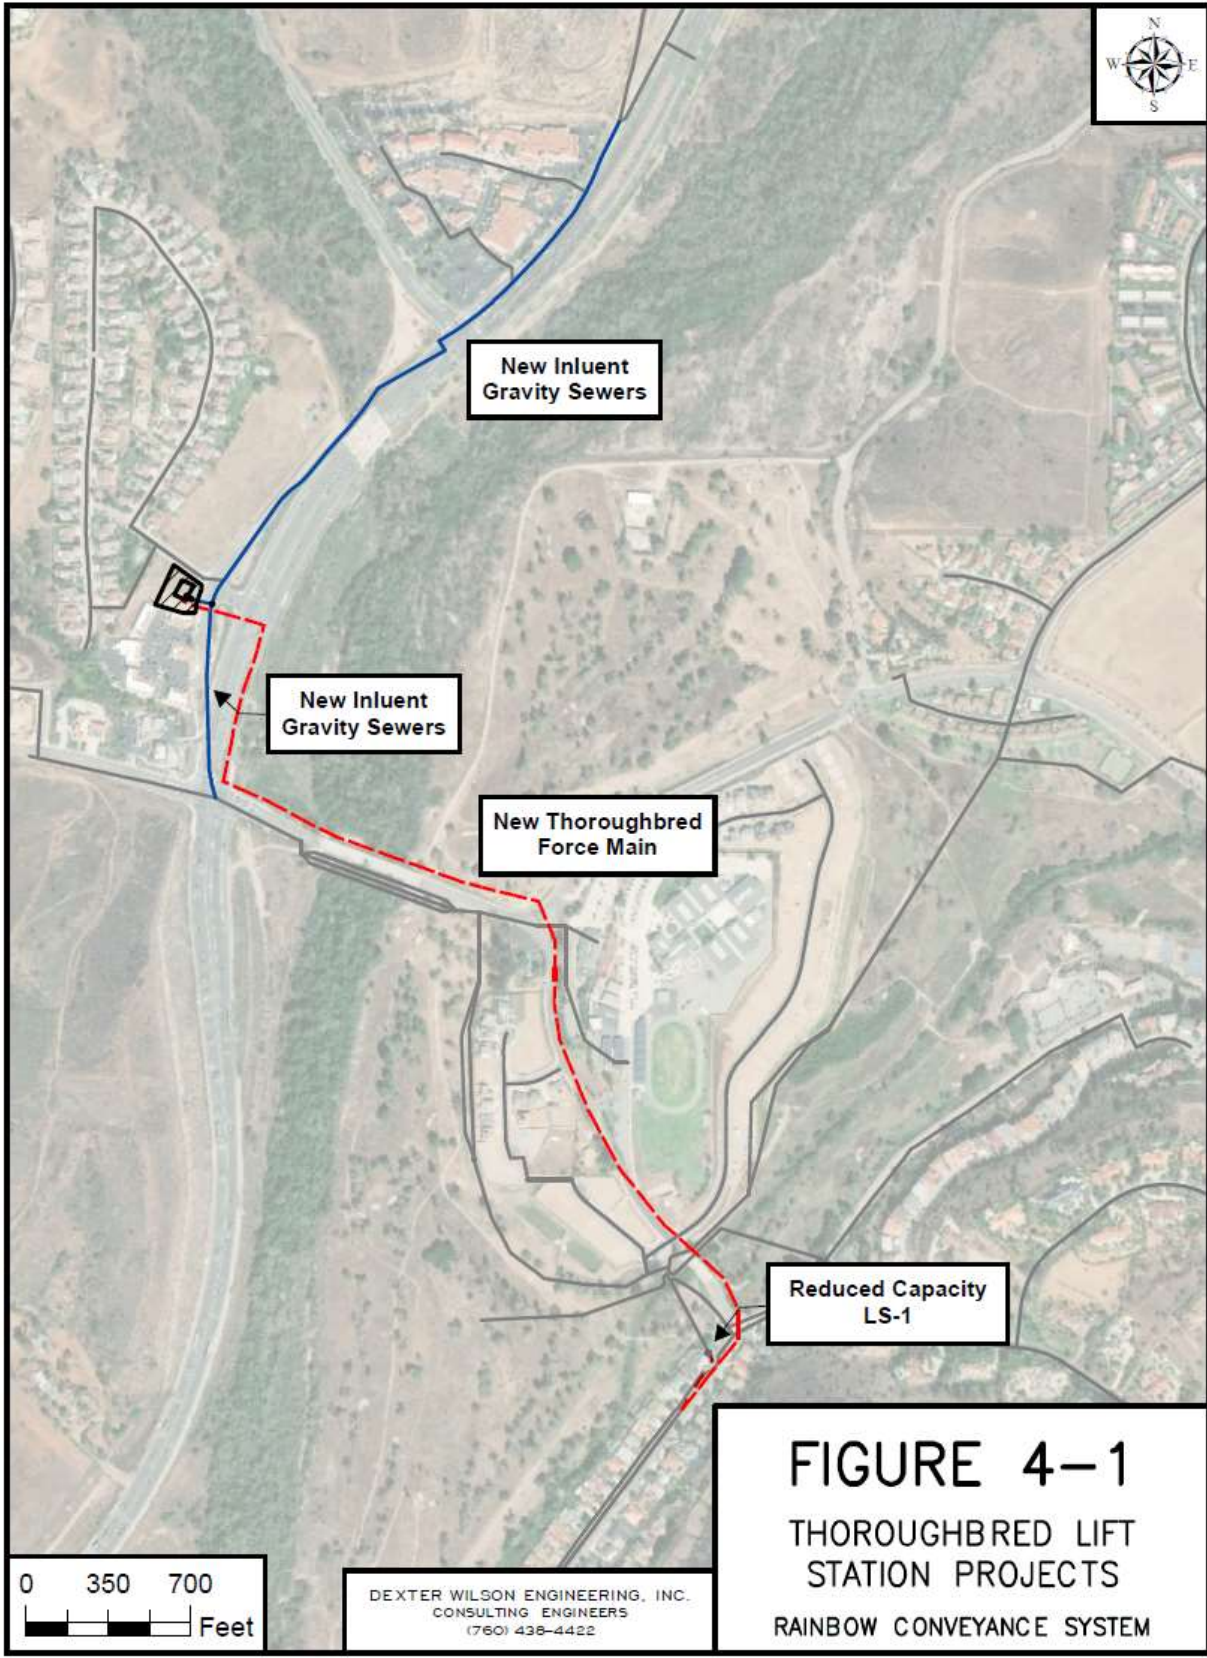 N
W E
S
New Inluent
Gravity Sewers
New Inluent
Gravity Sewers
New Thoroughbred
Force Main
Reduced Capacity
LS-1
FIGURE 4-1
THOROUGHBRED LIFT
STATION PROJECTS
RAINBOW CONVEYANCE SYSTEM
0 350 700
Feet
DEXTER WILSON ENGINEERING, INC.
CONSULTING ENGINEERS
(760) 438-4422